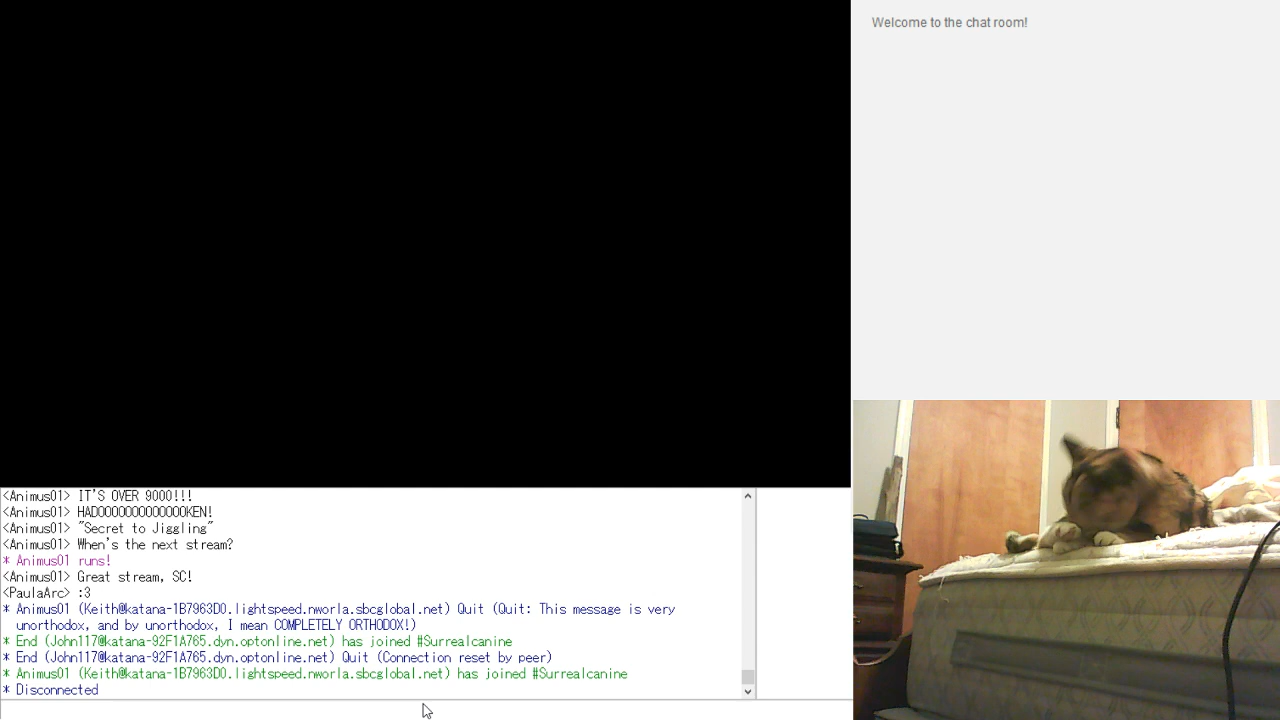 Welcome to the chat room!
<Animus01> IT'S OVER 9000!!!
<Animus01> HADOOOOOOOOOOOOOKEN!
<Animus01> "Secret to Jiggling"
<Animus01> When's the next stream?
* Animus01 runs!
<Animus01> Great stream, SC!
<PaulaArc> :3
* Animus01 (Keith@katana-1B7963D0.lightspeed.nworla.sbcglobal.net) Quit (Quit: This message is very
unorthodox, and by unorthodox, I mean COMPLETELY ORTHODOX!)
* End (John117@katana-92F1A765.dyn.optonline.net) has joined #Surrealcanine
* End (John117@katana-92F1A765.dyn.optonline.net) Quit (Connection reset by peer)
* Animus01 (Keith@katana-1B7963D0.lightspeed.nworla.sbcglobal.net) has joined #Surrealcanine
* Disconnected